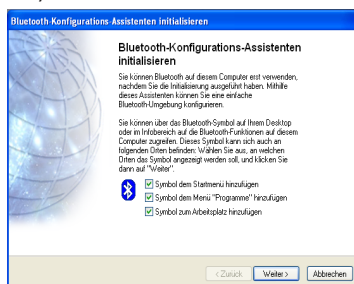 Bluetooth-Konfigurations-Assistenten initialisieren
Bluetooth-Konfigurations-Assistenten
initialisieren
Sie können Bluetooth auf diesem Computer erst verwenden,
nachdem Sie die Initialisierung ausgeführt haben. Mithilfe
dieses Assistenten können Sie eine einfache
Bluetooth-Umgebung konfigurieren.
Sie können über das Bluetooth-Symbol auf Ihrem Desktop
oder im Infobereich auf die Bluetooth-Funktionen auf diesem
Computer zugreifen. Dieses Symbol kann sich auch an
folgenden Orten befinden: Wählen Sie aus, an welchen
Orten das Symbol angezeigt werden soll, und klicken Sie
dann auf "Weiter".
Symbol dem Startmenü hinzufügen
Symbol dem Menü "Programme" hinzufügen
Symbol zum Arbeitsplatz hinzufügen
< Zurück
Weiter >
Abbrechen